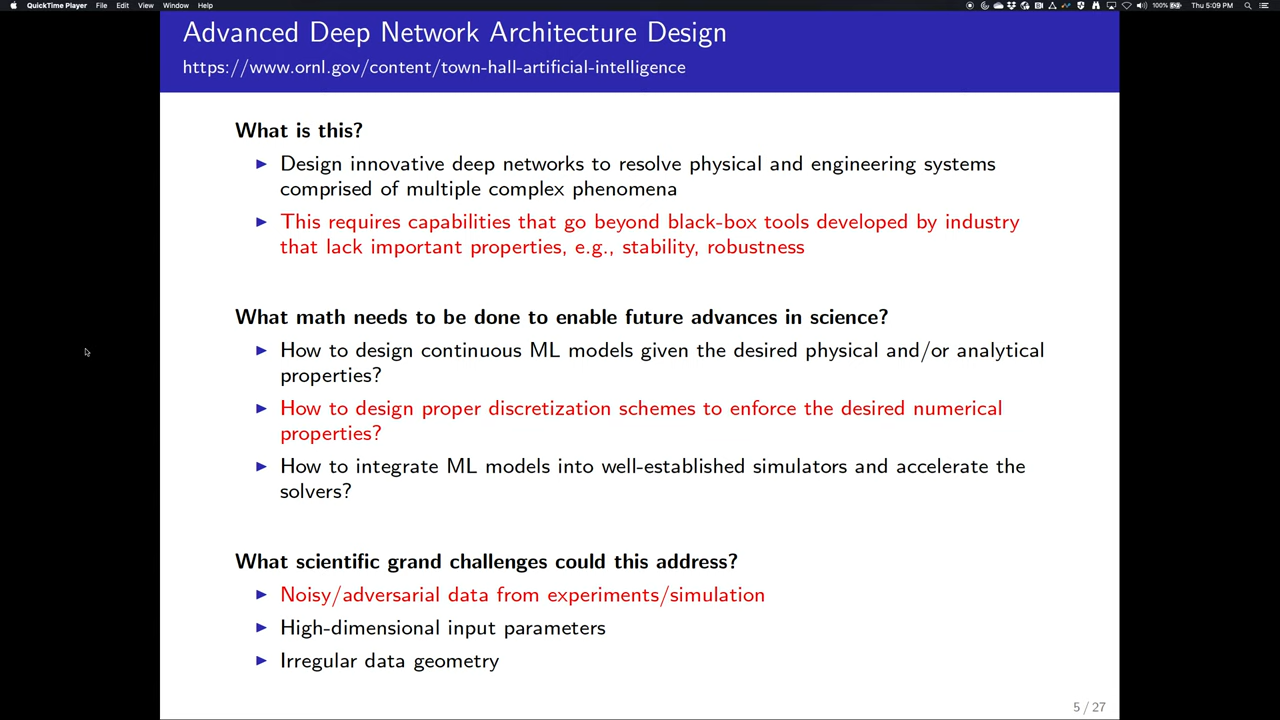 QuickTime Player File Edit View Window Help 100% Thu 5:09 PM
Advanced Deep Network Architecture Design
https://www.ornl.gov/content/town-hall-artificial-intelligence
What is this?
Design innovative deep networks to resolve physical and engineering systems
comprised of multiple complex phenomena
This requires capabilities that go beyond black-box tools developed by industry
that lack important properties, e.g., stability, robustness
What math needs to be done to enable future advances in science?
How to design continuous ML models given the desired physical and/or analytical
properties?
How to design proper discretization schemes to enforce the desired numerical
properties?
How to integrate ML models into well-established simulators and accelerate the
solvers?
What scientific grand challenges could this address?
Noisy/adversarial data from experiments/simulation
High-dimensional input parameters
Irregular data geometry
5 / 27